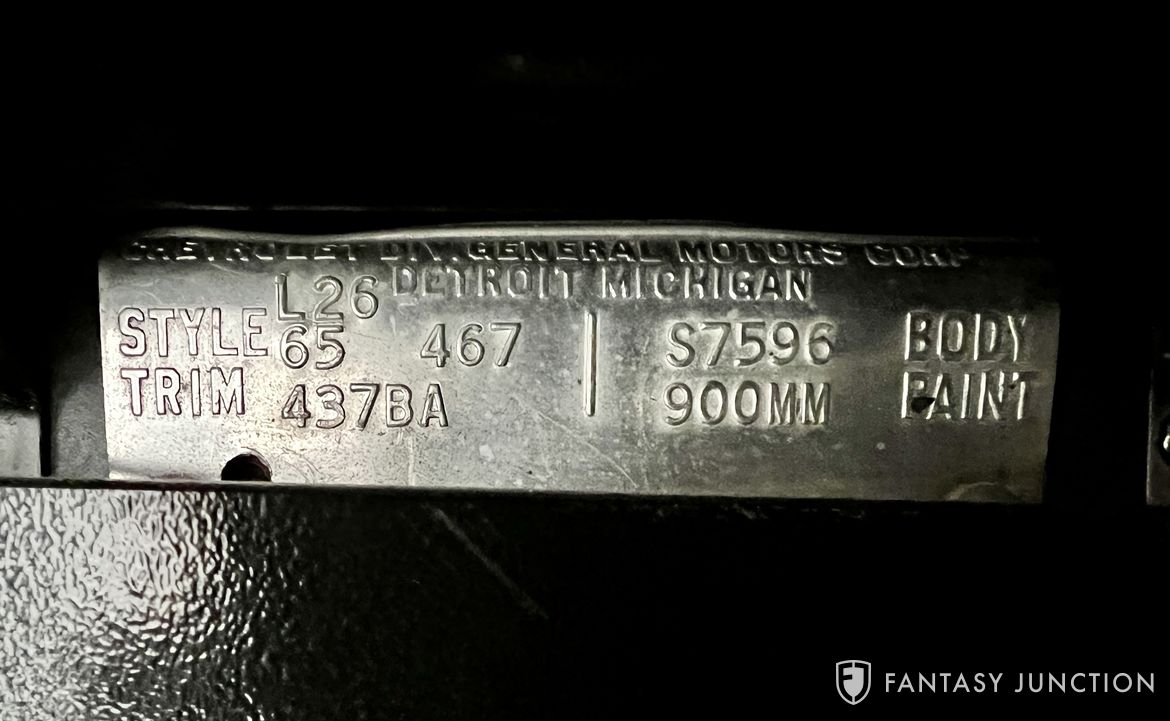 CHEVROLET DIV. GENERAL MOTORS CORP
L26 DETROIT MICHIGAN
STYLE 65 467 | S7596 BODY
TRIM 437BA 900MM PAINT
FANTASY JUNCTION